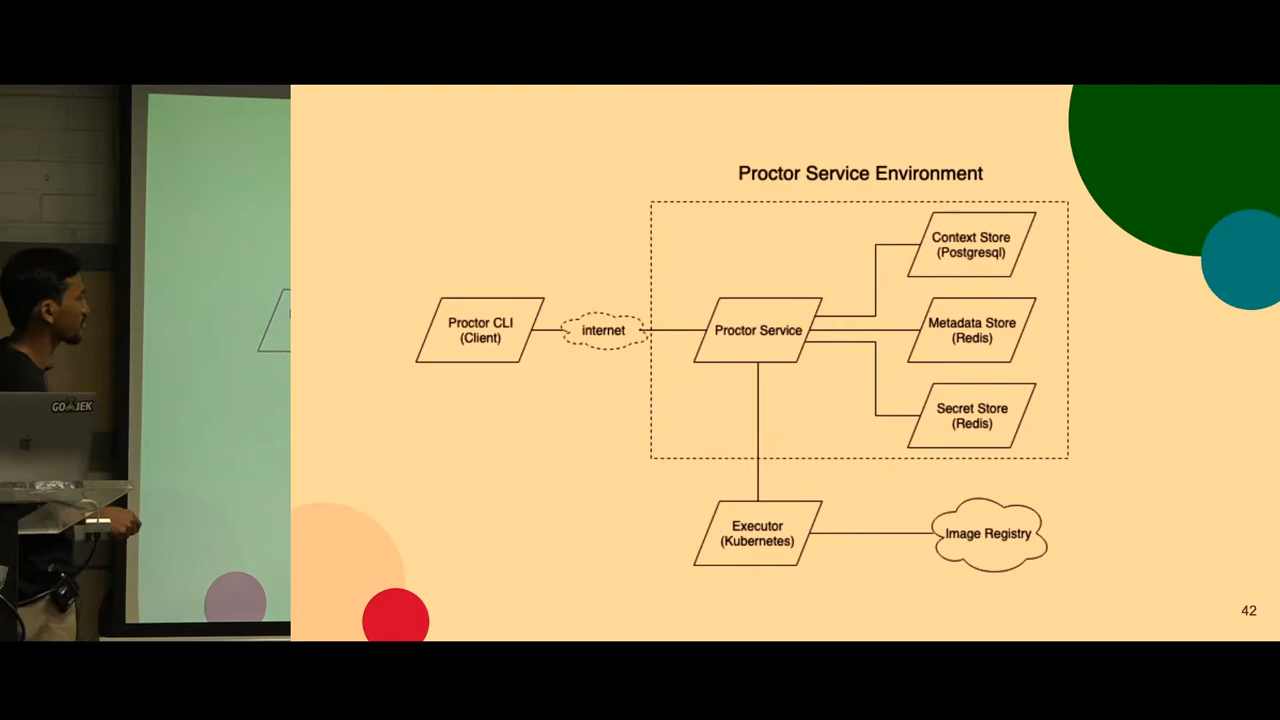 Proctor Service Environment
Context Store
(Postgresql)
Proctor CLI
(Client)
internet
Proctor Service
Metadata Store
(Redis)
Secret Store
(Redis)
Executor
(Kubernetes)
Image Registry
42
GOJEK